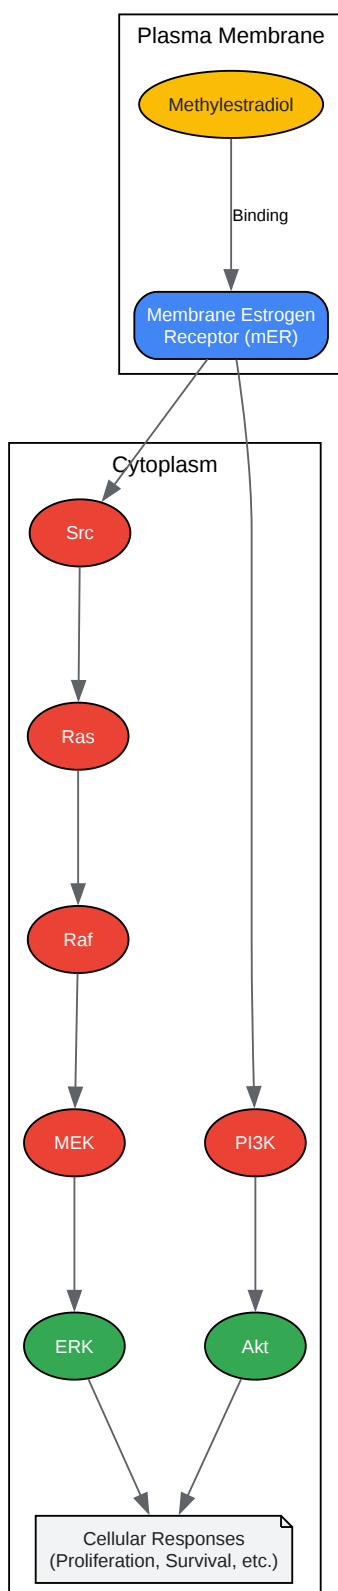 Plasma Membrane
Methylestradiol
Binding
Membrane Estrogen
Receptor (mER)
Cytoplasm
Src
Ras
Raf
MEK
PI3K
ERK
Akt
Cellular Responses
(Proliferation, Survival, etc.)